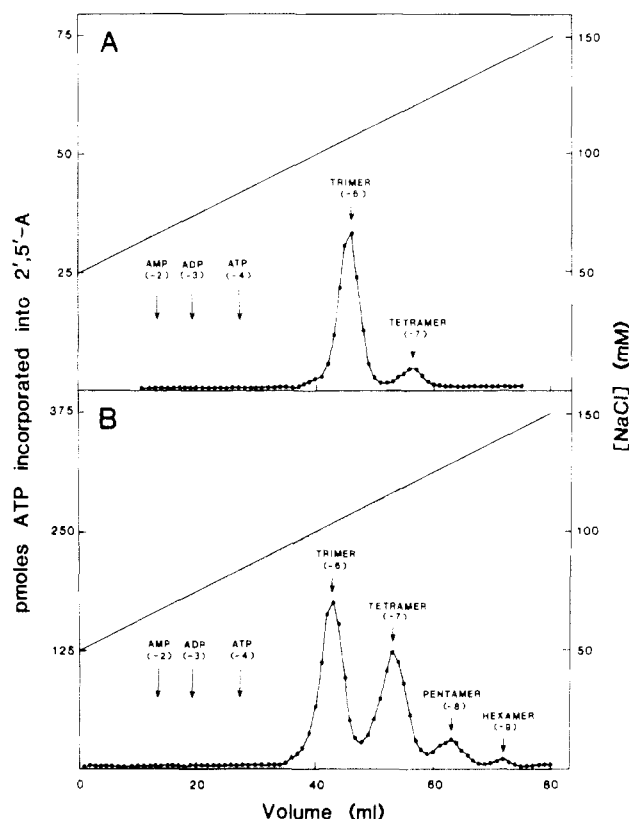 A
75
50
25
150
100
50
TRIMER
(-6)
AMP
(-2)
ADP
(-3)
ATP
(-4)
TETRAMER
(-7)
pmoles ATP incorporated into 2',5'-A
[NaCl] (mM)
B
375
250
125
0
150
100
50
TRIMER
(-6)
TETRAMER
(-7)
AMP
(-2)
ADP
(-3)
ATP
(-4)
PENTAMER
(-8)
HEXAMER
(-9)
0
20
40
60
80
Volume (ml)